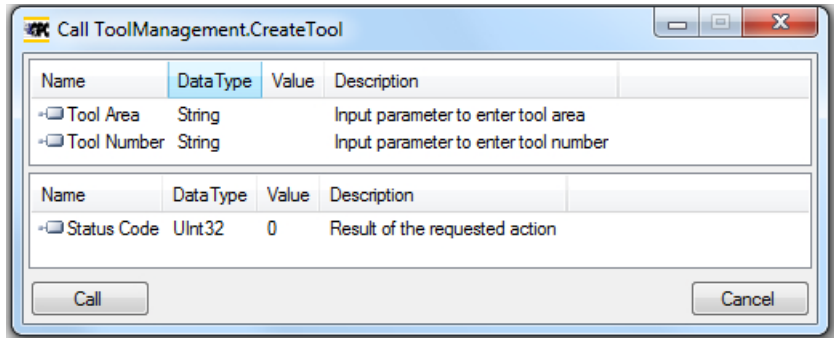 Call ToolManagement.CreateTool
Name DataType Value Description
Tool Area String Input parameter to enter tool area
Tool Number String Input parameter to enter tool number
Name DataType Value Description
Status Code UInt32 0 Result of the requested action
Call Cancel